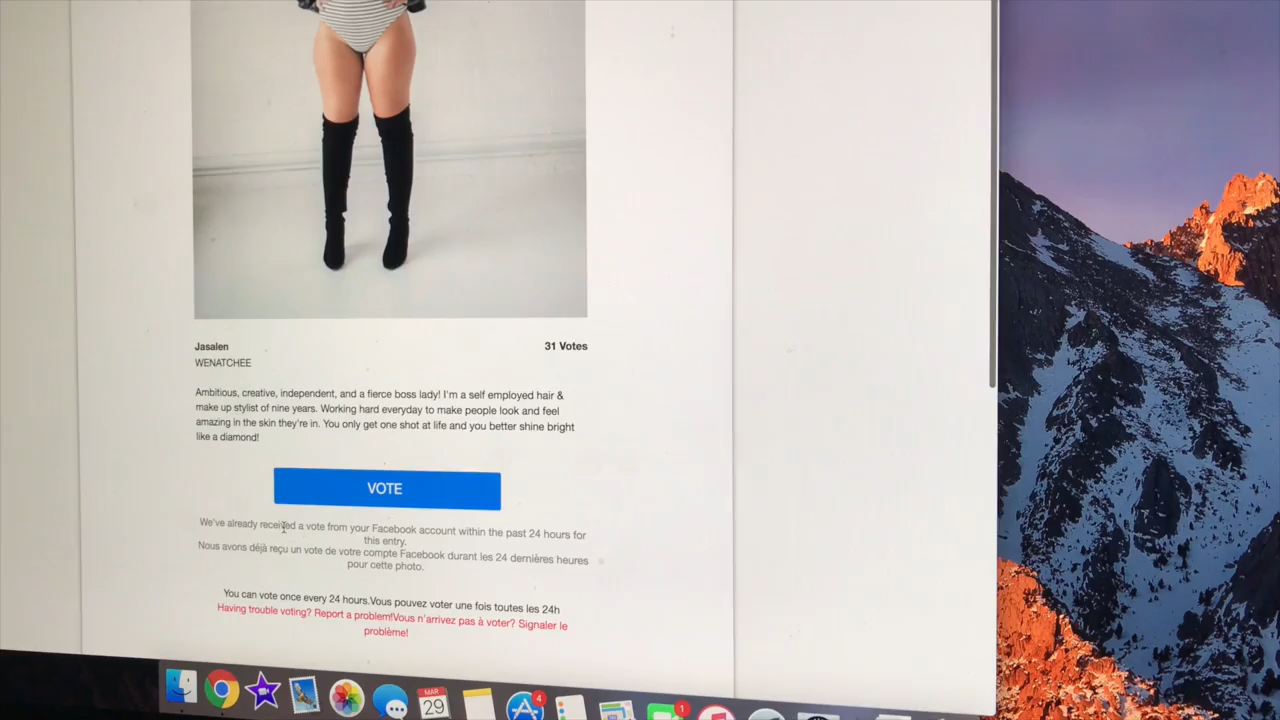 Jasalen 31 Votes
WENATCHEE
Ambitious, creative, independent, and a fierce boss lady! I'm a self employed hair &
make up stylist of nine years. Working hard everyday to make people look and feel
amazing in the skin they're in. You only get one shot at life and you better shine bright
like a diamond!
VOTE
We've already received a vote from your Facebook account within the past 24 hours for
this entry.
Nous avons déjà reçu un vote de votre compte Facebook durant les 24 dernières heures
pour cette photo.
You can vote once every 24 hours.Vous pouvez voter une fois toutes les 24h
Having trouble voting? Report a problem!Vous n'arrivez pas à voter? Signaler le
problème!
MAR
29
4
1